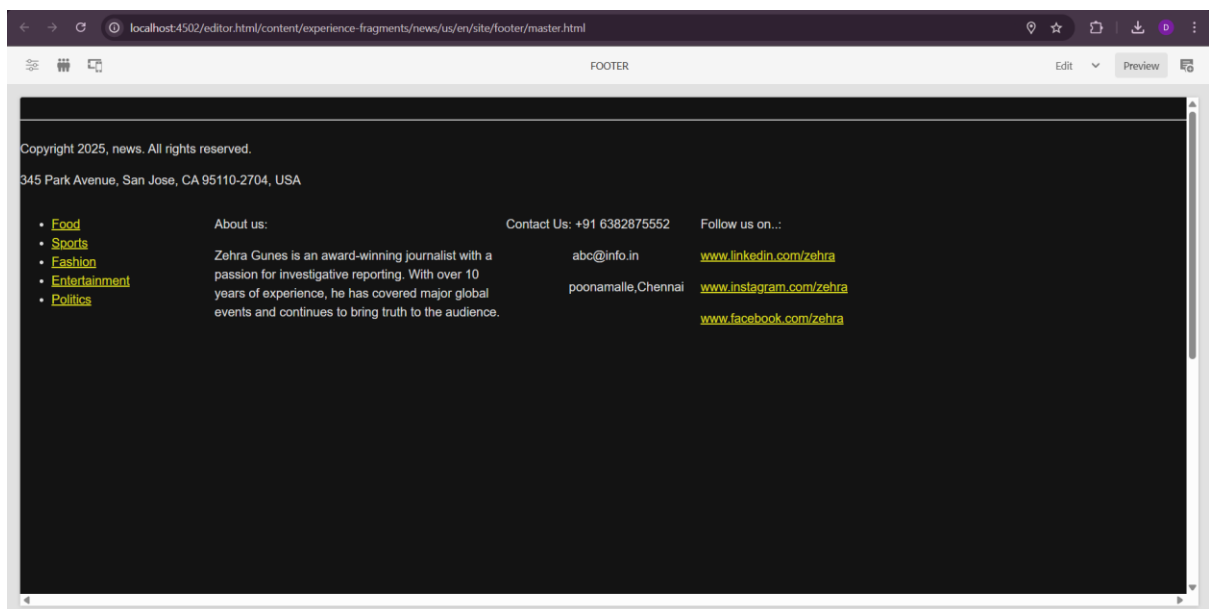 localhost:4502/editor.html/content/experience-fragments/news/us/en/site/footer/master.html
D
FOOTER
Edit
Preview
Copyright 2025, news. All rights reserved.
345 Park Avenue, San Jose, CA 95110-2704, USA
Food
Sports
Fashion
Entertainment
Politics
About us:
Zehra Gunes is an award-winning journalist with a
passion for investigative reporting. With over 10
years of experience, he has covered major global
events and continues to bring truth to the audience.
Contact Us: +91 6382875552
abc@info.in
poonamalle,Chennai
Follow us on..:
www.linkedin.com/zehra
www.instagram.com/zehra
www.facebook.com/zehra